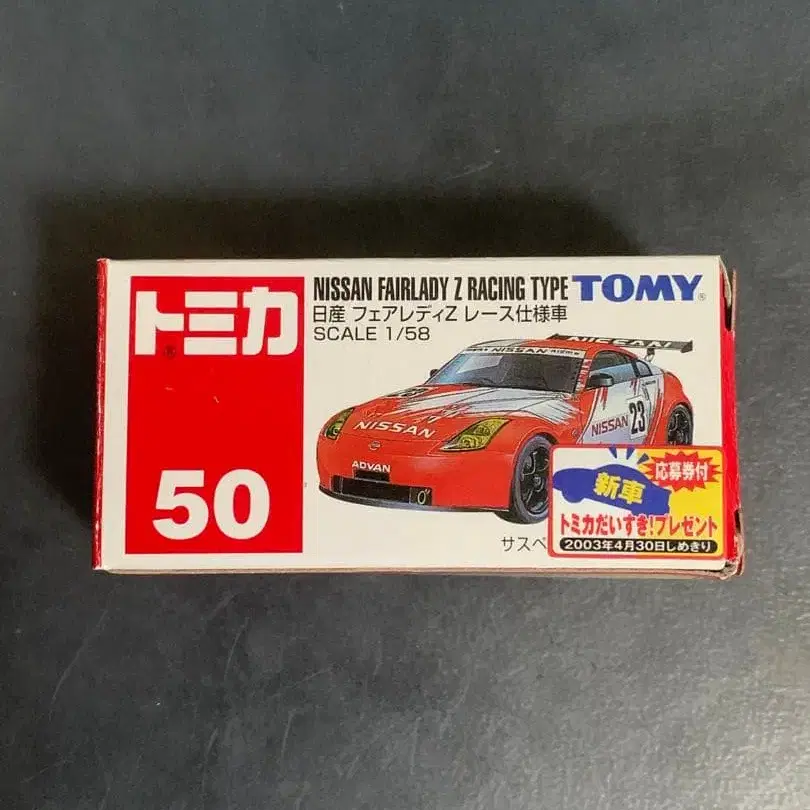 トミカ
50
NISSAN FAIRLADY Z RACING TYPE TOMY
日産 フェアレディZ レース仕様車
SCALE 1/58
NISSAN
NISSAN
NISSAN
NISSAN
23
ADVAN
サスペ
応募券付
新車
トミカだいすき!プレゼント
2003年4月30日しめきり